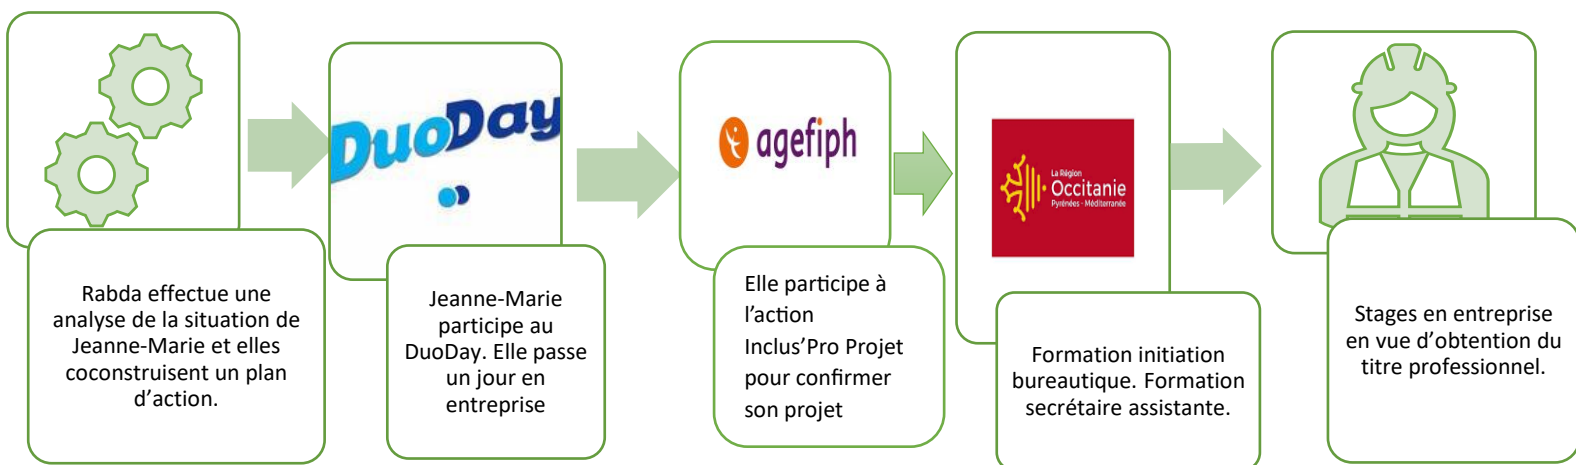 DuoDay
agefiph
La Région
Occitanie
Pyrénées - Méditerranée
Rabda effectue une
analyse de la situation de
Jeanne-Marie et elles
coconstruisent un plan
d’action.
Jeanne-Marie
participe au
DuoDay. Elle passe
un jour en
entreprise
Elle participe à
l’action
Inclus’Pro Projet
pour confirmer
son projet
Formation initiation
bureautique. Formation
secrétaire assistante.
Stages en entreprise
en vue d’obtention du
titre professionnel.